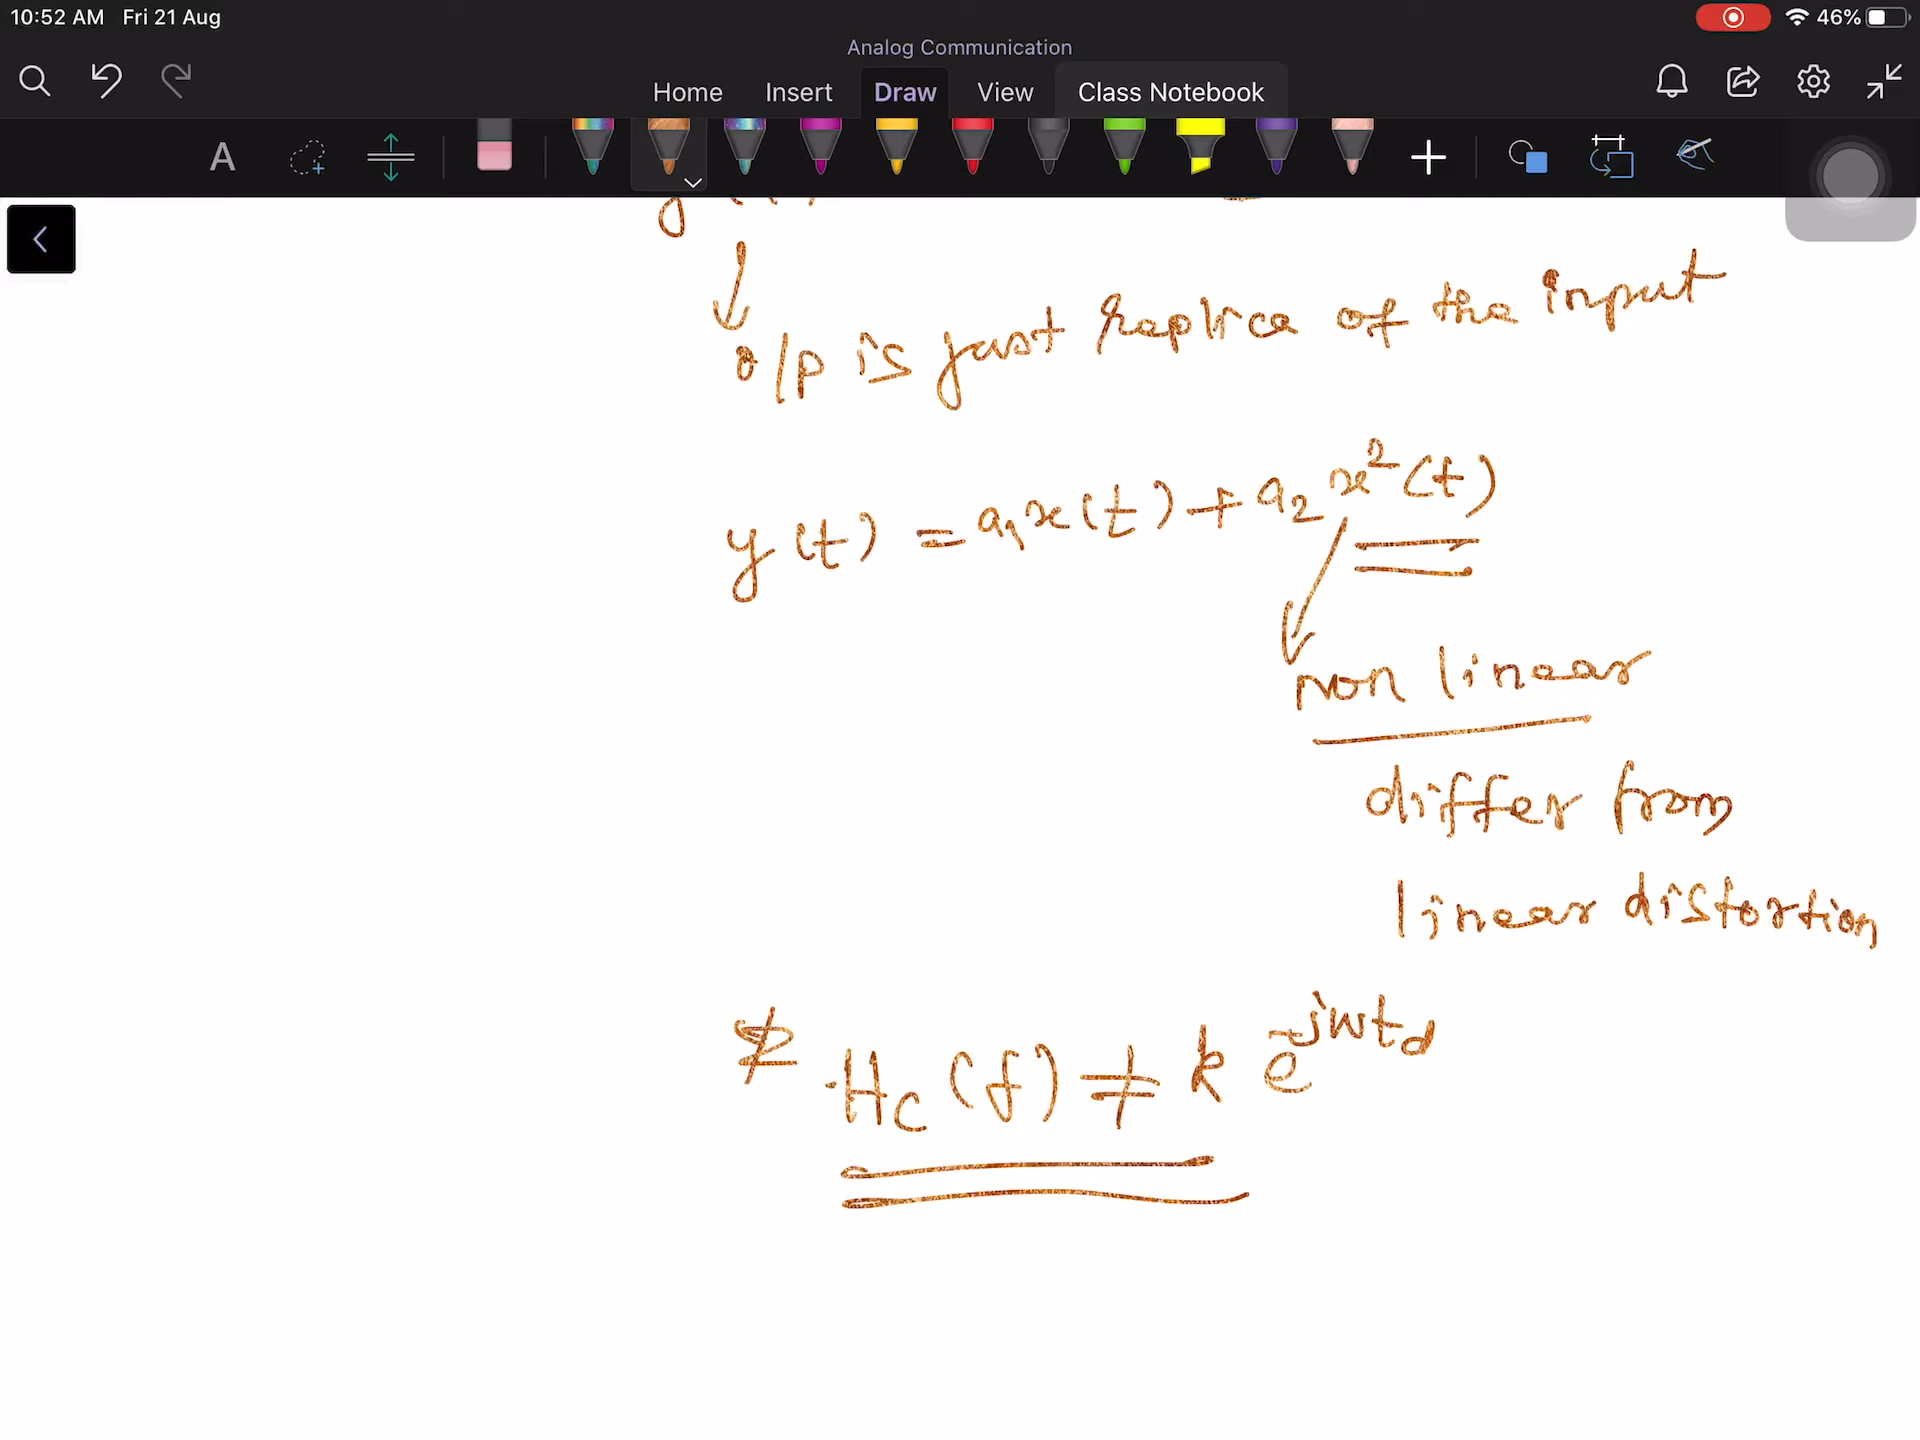 10:52 AM Fri 21 Aug
46%
Analog Communication
Home Insert Draw View Class Notebook
A
o/p is just replica of the input
y(t) = a₁x(t) + a₂x²(t)
non linear
differ from
linear distortion
* Hc(f) ≠ k e^-jwtd